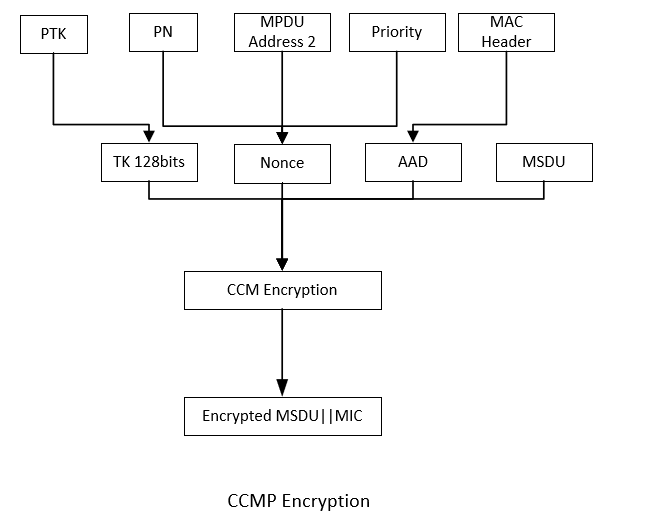 PTK
PN
MPDU
Address 2
Priority
MAC
Header
TK 128bits
Nonce
AAD
MSDU
CCM Encryption
Encrypted MSDU||MIC
CCMP Encryption